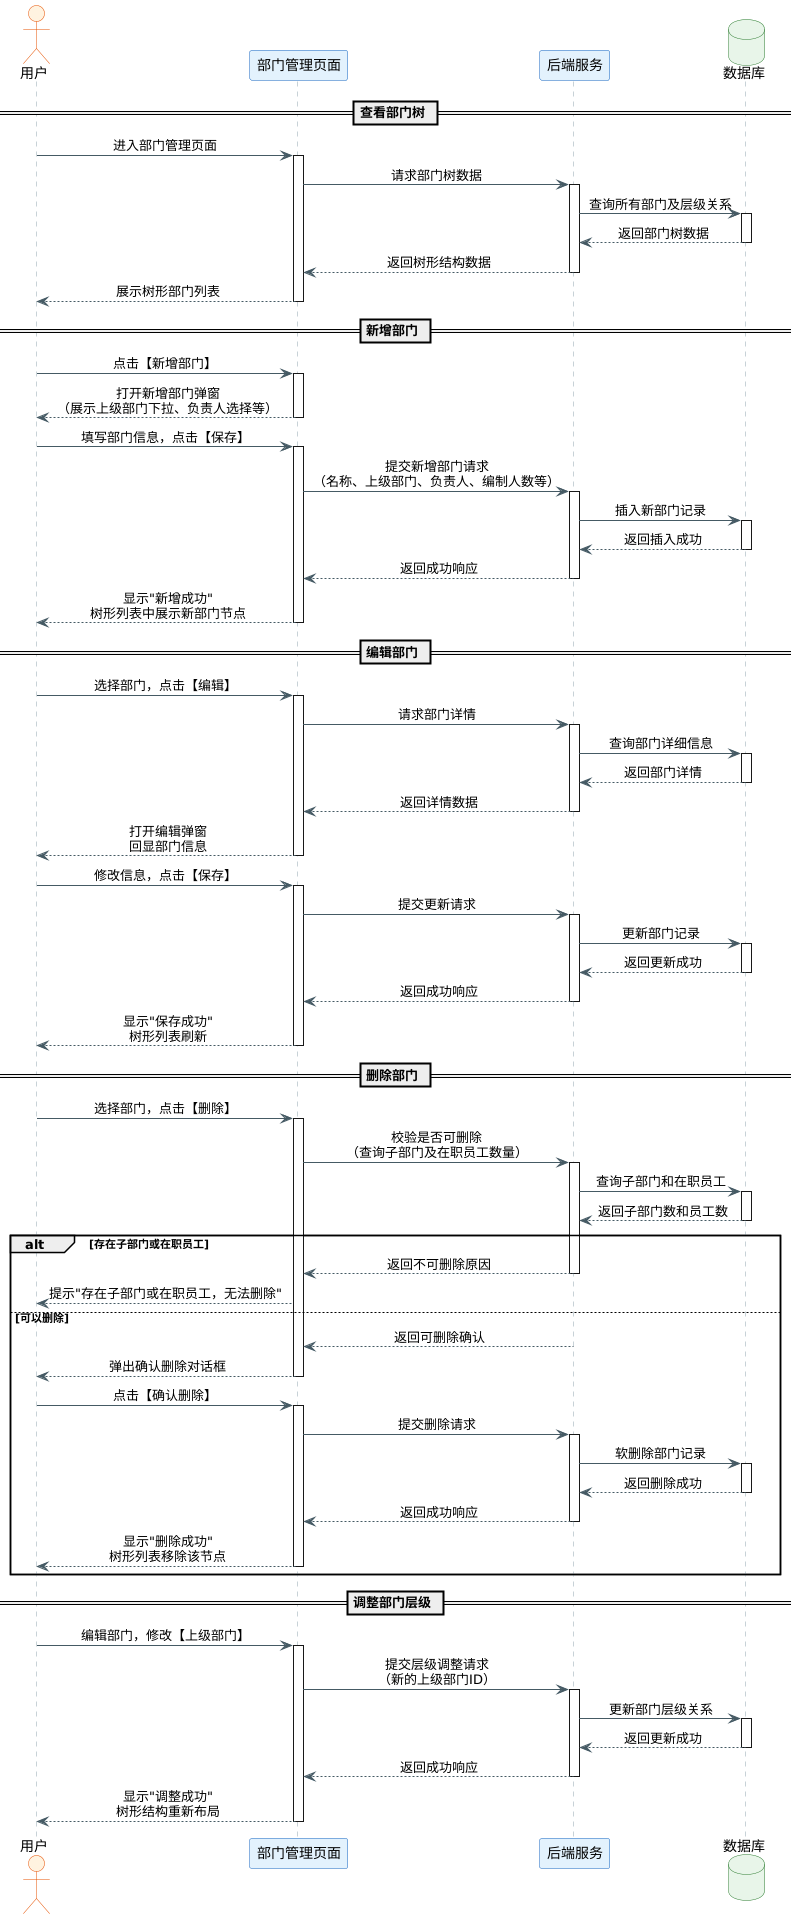 用户
部门管理页面
后端服务
数据库
查看部门树
进入部门管理页面
请求部门树数据
查询所有部门及层级关系
返回部门树数据
返回树形结构数据
展示树形部门列表
新增部门
点击【新增部门】
打开新增部门弹窗
（展示上级部门下拉、负责人选择等）
填写部门信息，点击【保存】
提交新增部门请求
（名称、上级部门、负责人、编制人数等）
插入新部门记录
返回插入成功
返回成功响应
显示"新增成功"
树形列表中展示新部门节点
编辑部门
选择部门，点击【编辑】
请求部门详情
查询部门详细信息
返回部门详情
返回详情数据
打开编辑弹窗
回显部门信息
修改信息，点击【保存】
提交更新请求
更新部门记录
返回更新成功
返回成功响应
显示"保存成功"
树形列表刷新
删除部门
选择部门，点击【删除】
校验是否可删除
（查询子部门及在职员工数量）
查询子部门和在职员工
返回子部门数和员工数
alt [存在子部门或在职员工]
返回不可删除原因
提示"存在子部门或在职员工，无法删除"
[可以删除]
返回可删除确认
弹出确认删除对话框
点击【确认删除】
提交删除请求
软删除部门记录
返回删除成功
返回成功响应
显示"删除成功"
树形列表移除该节点
调整部门层级
编辑部门，修改【上级部门】
提交层级调整请求
（新的上级部门ID）
更新部门层级关系
返回更新成功
返回成功响应
显示"调整成功"
树形结构重新布局
用户
部门管理页面
后端服务
数据库